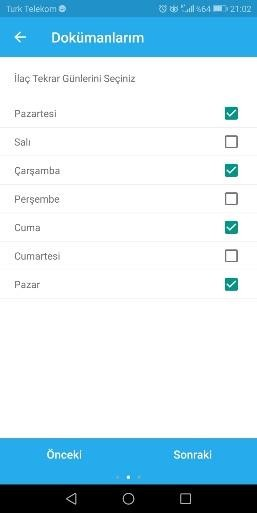 Turk Telekom %64 21:02
Dokümanlarım
İlaç Tekrar Günlerini Seçiniz
Pazartesi
Salı
Çarşamba
Perşembe
Cuma
Cumartesi
Pazar
Önceki Sonraki